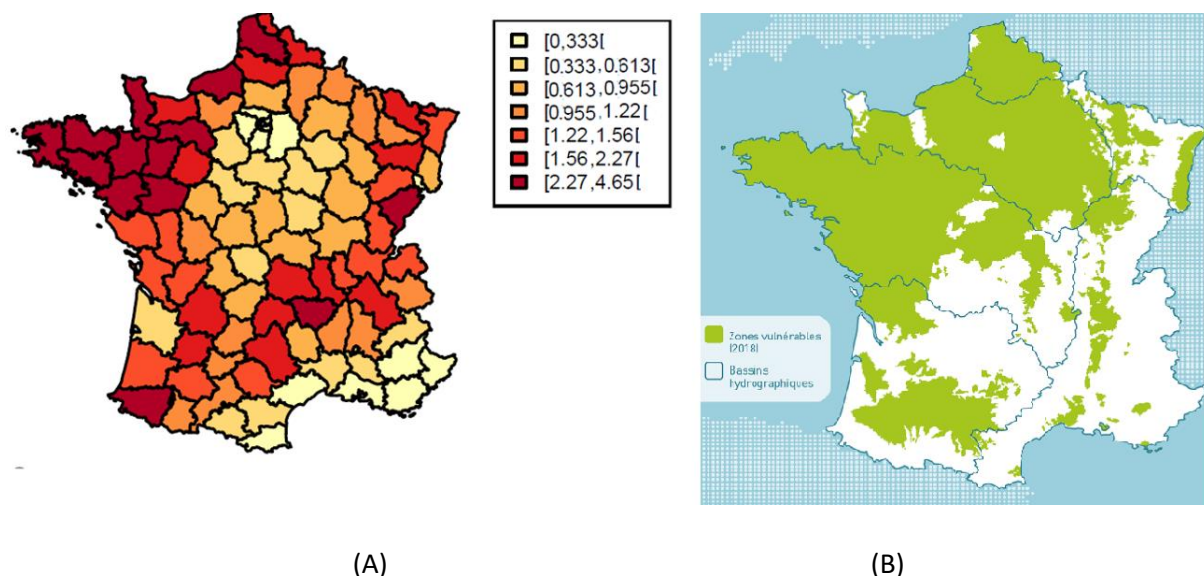 [0,333[
[0.333,0.613[
[0.613,0.955[
[0.955,1.22[
[1.22,1.56[
[1.56,2.27[
[2.27,4.65[
Zones vulnérables
[2018]
Bassins
hydrographiques
(A)
(B)